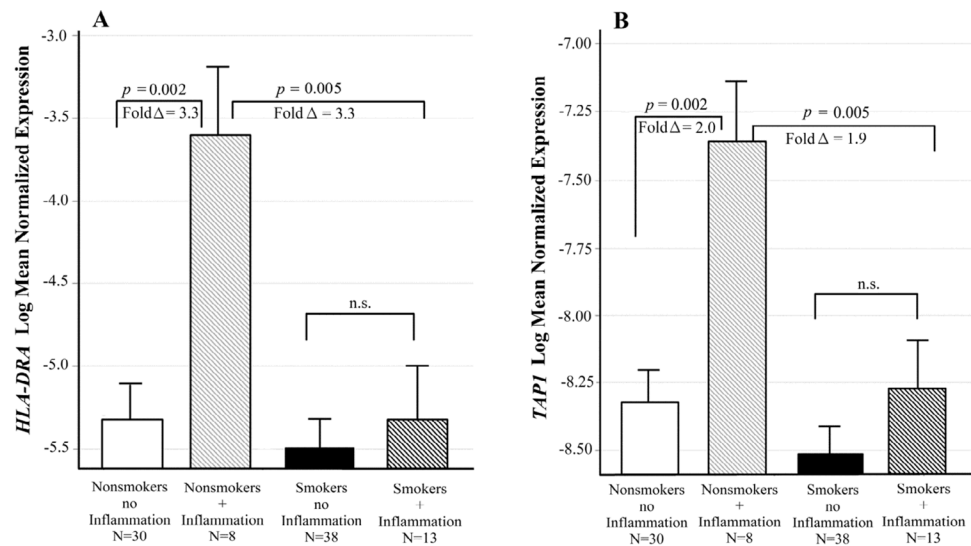 A
HLA-DRA Log Mean Normalized Expression
-3.0
-3.5
-4.0
-4.5
-5.0
-5.5
p = 0.002
Fold Δ = 3.3
p = 0.005
Fold Δ = 3.3
n.s.
Nonsmokers
no
Inflammation
N=30
Nonsmokers
+
Inflammation
N=8
Smokers
no
Inflammation
N=38
Smokers
+
Inflammation
N=13
B
TAP1 Log Mean Normalized Expression
-7.00
-7.25
-7.50
-7.75
-8.00
-8.25
-8.50
p = 0.002
Fold Δ = 2.0
p = 0.005
Fold Δ = 1.9
n.s.
Nonsmokers
no
Inflammation
N=30
Nonsmokers
+
Inflammation
N=8
Smokers
no
Inflammation
N=38
Smokers
+
Inflammation
N=13